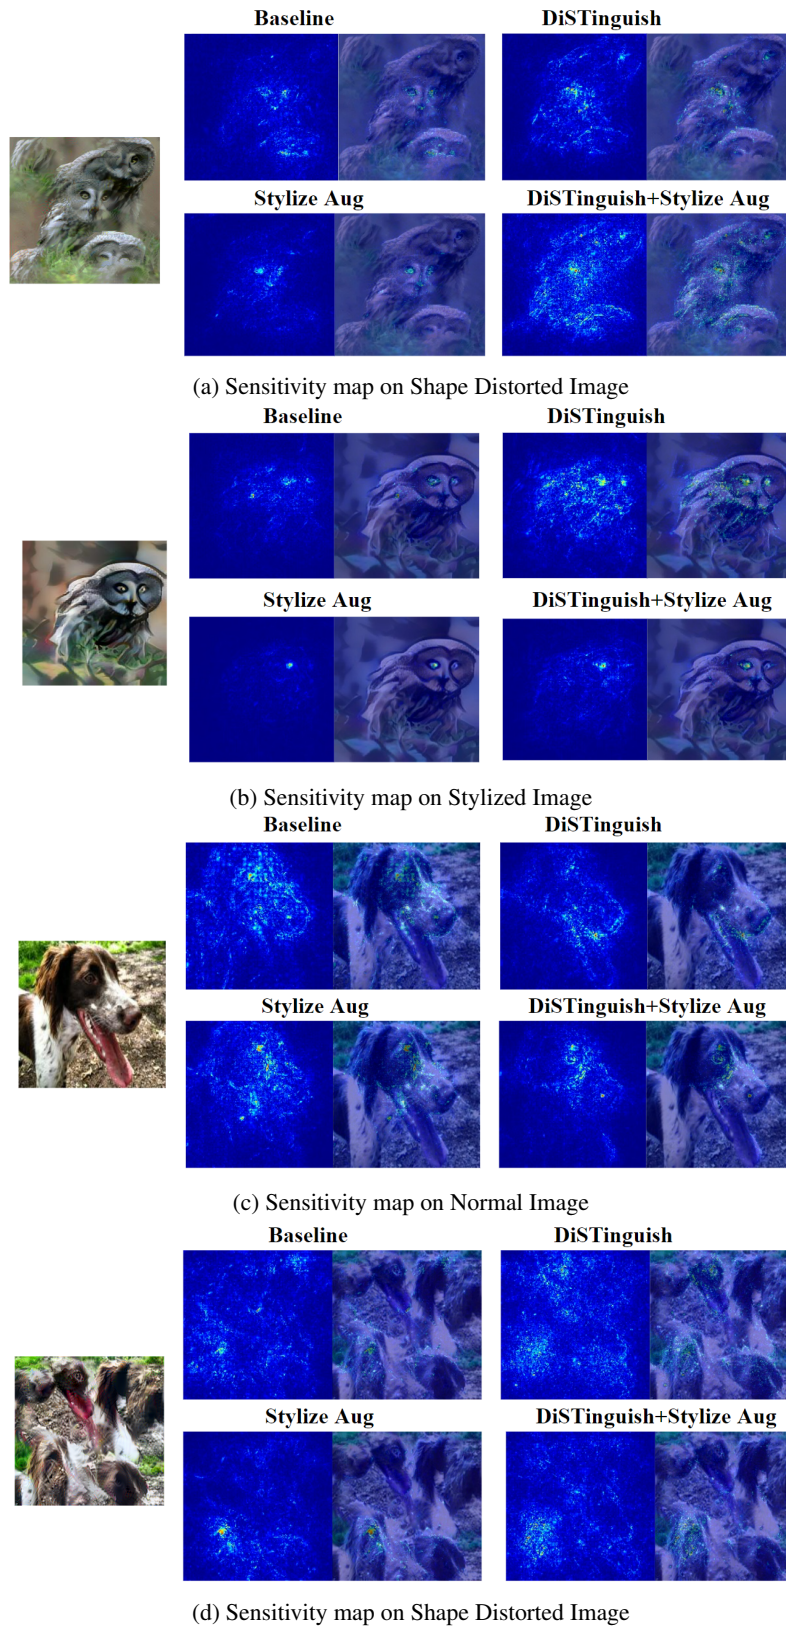 Baseline DiSTinguish
Stylize Aug DiSTinguish+Stylize Aug
(a) Sensitivity map on Shape Distorted Image
Baseline DiSTinguish
Stylize Aug DiSTinguish+Stylize Aug
(b) Sensitivity map on Stylized Image
Baseline DiSTinguish
Stylize Aug DiSTinguish+Stylize Aug
(c) Sensitivity map on Normal Image
Baseline DiSTinguish
Stylize Aug DiSTinguish+Stylize Aug
(d) Sensitivity map on Shape Distorted Image